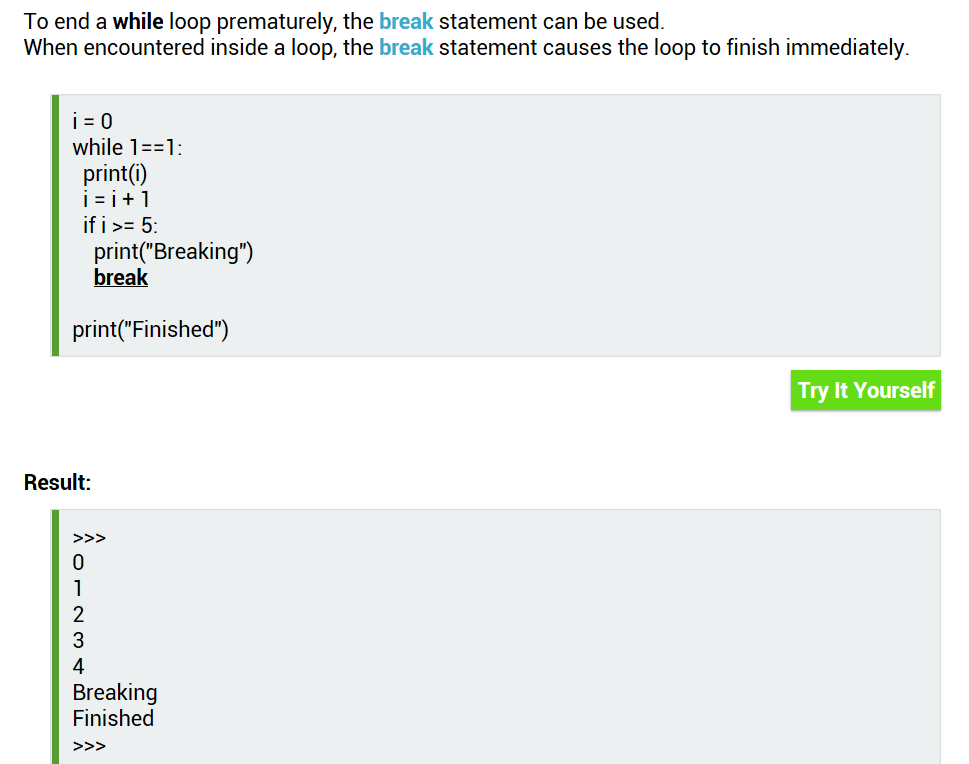 To end a while loop prematurely, the break statement can be used.
When encountered inside a loop, the break statement causes the loop to finish immediately.
i = 0
while 1==1:
  print(i)
  i = i + 1
  if i >= 5:
    print("Breaking")
    break
print("Finished")
Try It Yourself
Result:
>>>
0
1
2
3
4
Breaking
Finished
>>>